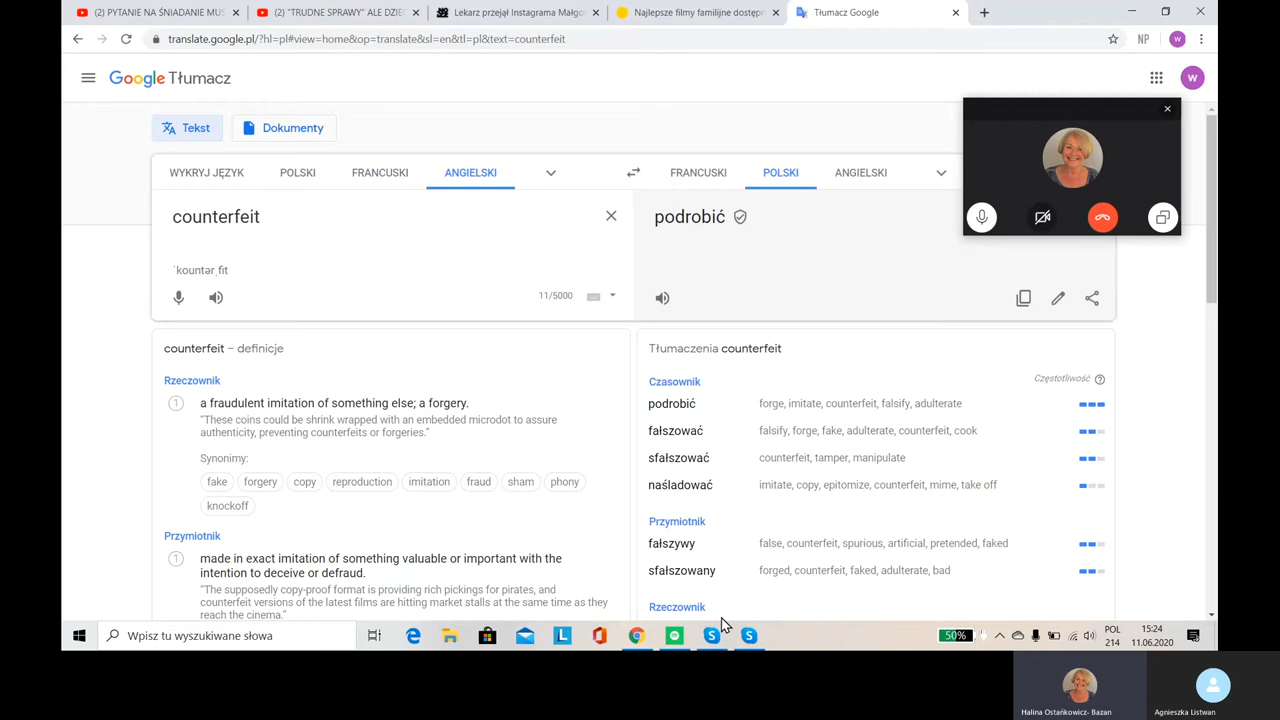 (2) PYTANIE NA ŚNIADANIE MUS
(2) "TRUDNE SPRAWY" ALE DZIEC
Lekarz przejął Instagrama Małgo
Najlepsze filmy familijne dostęp
Tłumacz Google
translate.google.pl/?hl=pl#view=home&op=translate&sl=en&tl=pl&text=counterfeit
NP
w
Google Tłumacz
w
Tekst
Dokumenty
WYKRYJ JĘZYK
POLSKI
FRANCUSKI
ANGIELSKI
FRANCUSKI
POLSKI
ANGIELSKI
counterfeit
podrobić
ˈkountərˌfit
11/5000
counterfeit – definicje
Rzeczownik
1
a fraudulent imitation of something else; a forgery.
"These coins could be shrink wrapped with an embedded microdot to assure
authenticity, preventing counterfeits or forgeries."
Synonimy:
fake
forgery
copy
reproduction
imitation
fraud
sham
phony
knockoff
Przymiotnik
1
made in exact imitation of something valuable or important with the
intention to deceive or defraud.
"The supposedly copy-proof format is providing rich pickings for pirates, and
counterfeit versions of the latest films are hitting market stalls at the same time as they
reach the cinema."
Tłumaczenia counterfeit
Czasownik
Częstotliwość
podrobić
forge, imitate, counterfeit, falsify, adulterate
fałszować
falsify, forge, fake, adulterate, counterfeit, cook
sfałszować
counterfeit, tamper, manipulate
naśladować
imitate, copy, epitomize, counterfeit, mime, take off
Przymiotnik
fałszywy
false, counterfeit, spurious, artificial, pretended, faked
sfałszowany
forged, counterfeit, faked, adulterate, bad
Rzeczownik
Wpisz tu wyszukiwane słowa
50%
POL
214
15:24
11.06.2020
Halina Ostańkowicz- Bazan
Agnieszka Listwan